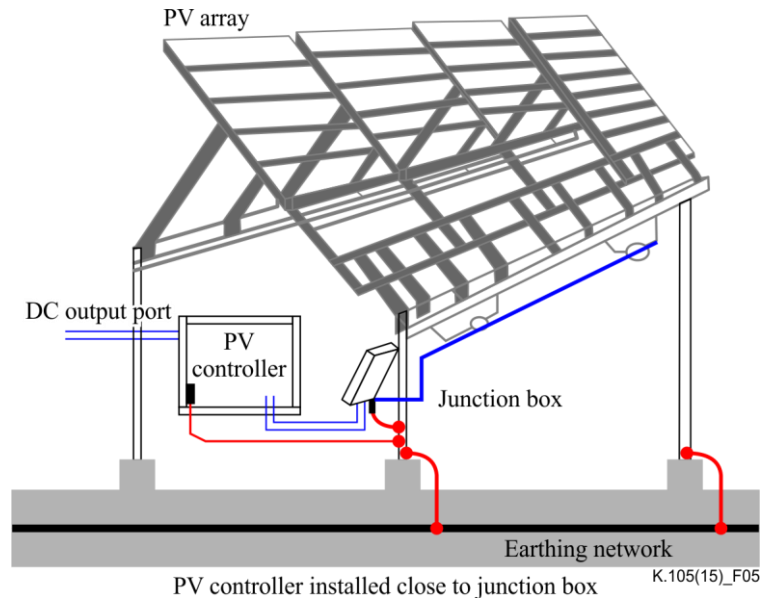 PV array
DC output port
PV
controller
Junction box
Earthing network
K.105(15)_F05
PV controller installed close to junction box